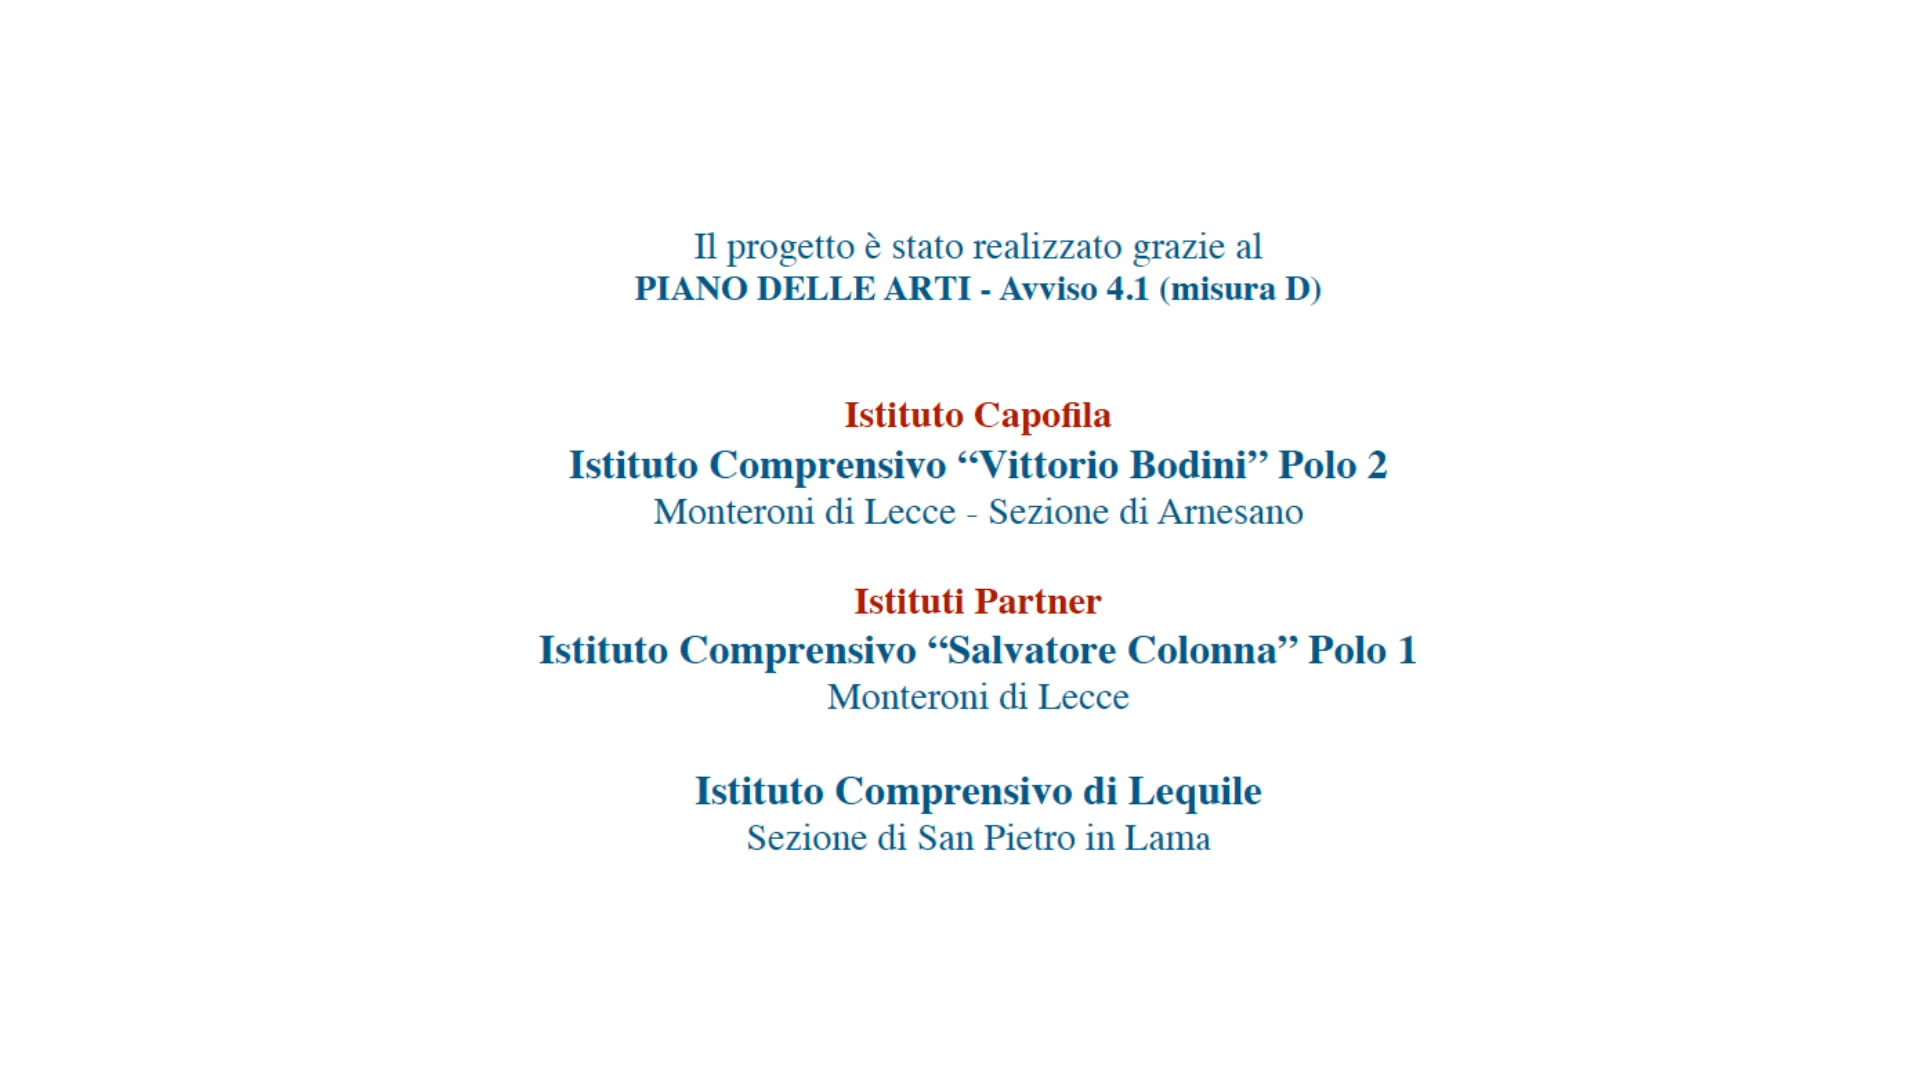 Il progetto è stato realizzato grazie al
PIANO DELLE ARTI - Avviso 4.1 (misura D)
Istituto Capofila
Istituto Comprensivo “Vittorio Bodini” Polo 2
Monteroni di Lecce - Sezione di Arnesano
Istituti Partner
Istituto Comprensivo “Salvatore Colonna” Polo 1
Monteroni di Lecce
Istituto Comprensivo di Lequile
Sezione di San Pietro in Lama